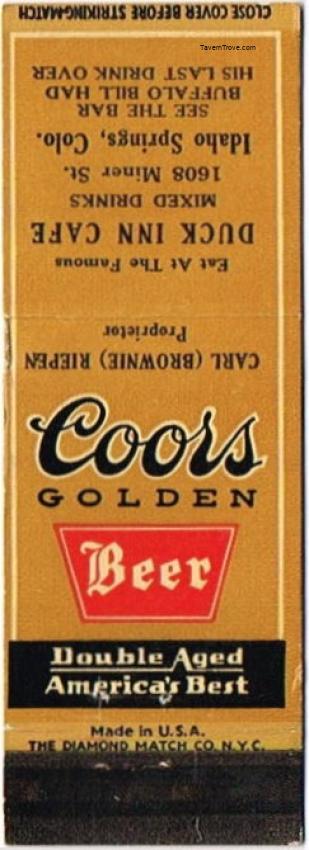 TavernTrove.com
Coors
GOLDEN
Beer
Double Aged
America's Best
Made in U.S.A.
THE DIAMOND MATCH CO. N.Y.C.
CARL (BROWNIE) RIEPEN
Proprietor
Eat At The Famous
DUCK INN CAFE
MIXED DRINKS
1608 Miner St.
Idaho Springs, Colo.
SEE THE BAR
BUFFALO BILL HAD
HIS LAST DRINK OVER
CLOSE COVER BEFORE STRIKING MATCH